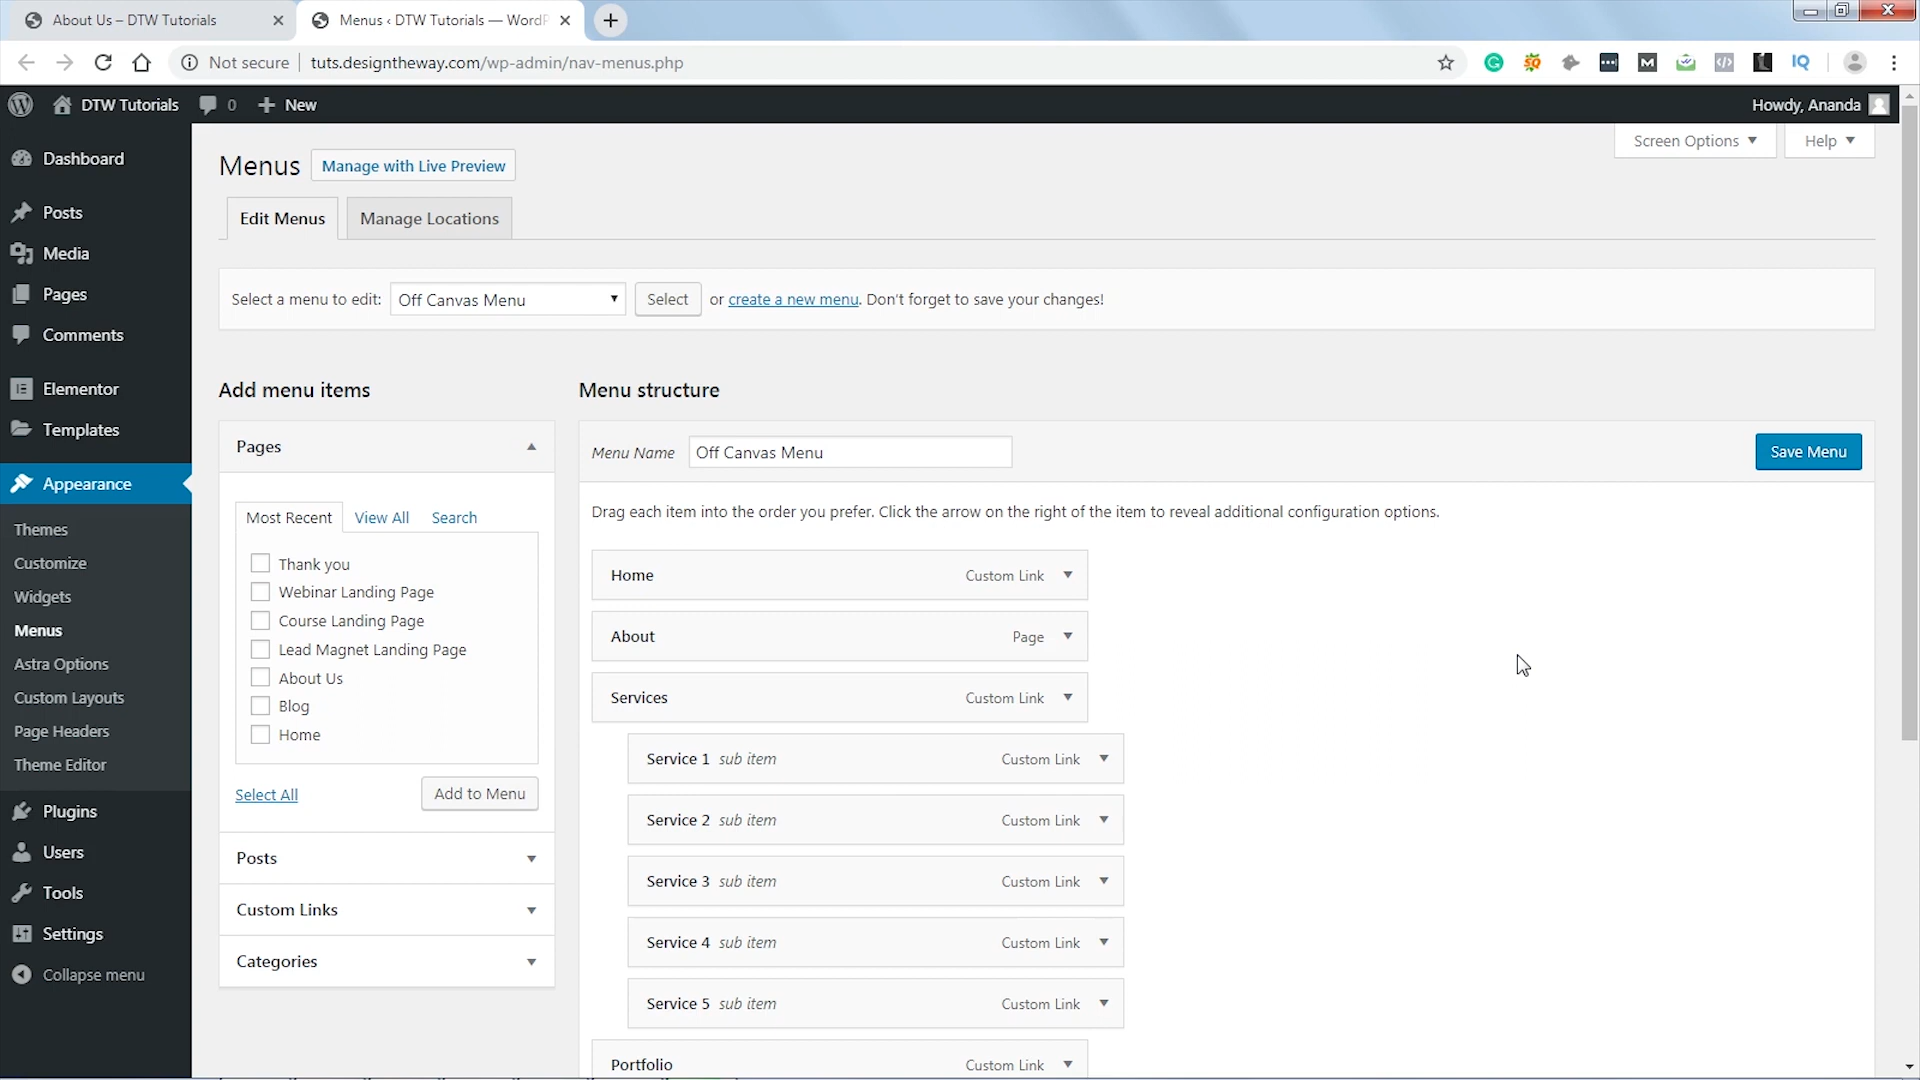 About Us – DTW Tutorials
Menus ‹ DTW Tutorials — WordP
Not secure
tuts.designtheway.com/wp-admin/nav-menus.php
IQ
DTW Tutorials
0
New
Howdy, Ananda
Screen Options
Help
Dashboard
Posts
Media
Pages
Comments
Elementor
Templates
Appearance
Themes
Customize
Widgets
Menus
Astra Options
Custom Layouts
Page Headers
Theme Editor
Plugins
Users
Tools
Settings
Collapse menu
Menus
Manage with Live Preview
Edit Menus
Manage Locations
Select a menu to edit: Off Canvas Menu Select or create a new menu. Don't forget to save your changes!
Add menu items
Pages
Most Recent View All Search
Thank you
Webinar Landing Page
Course Landing Page
Lead Magnet Landing Page
About Us
Blog
Home
Select All
Add to Menu
Posts
Custom Links
Categories
Menu structure
Menu Name Off Canvas Menu
Save Menu
Drag each item into the order you prefer. Click the arrow on the right of the item to reveal additional configuration options.
Home Custom Link
About Page
Services Custom Link
Service 1 sub item Custom Link
Service 2 sub item Custom Link
Service 3 sub item Custom Link
Service 4 sub item Custom Link
Service 5 sub item Custom Link
Portfolio Custom Link